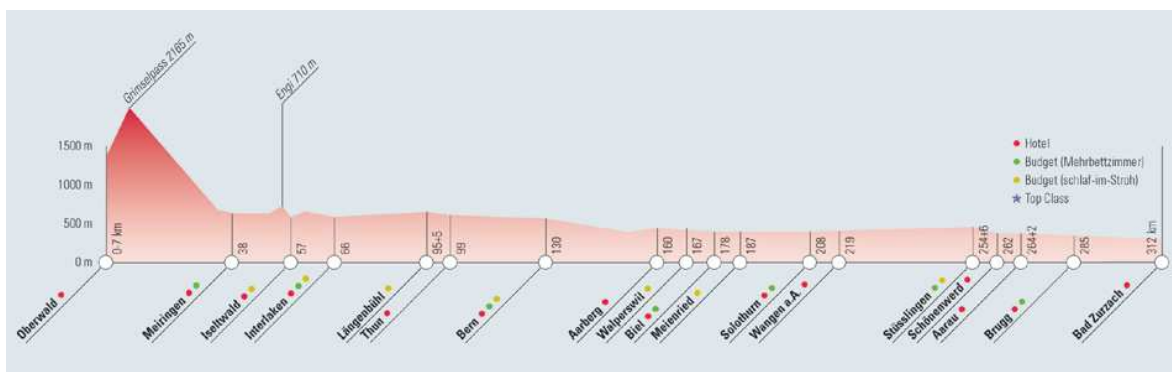 Grimselpass 2165 m
Engi 710 m
1500 m
1000 m
500 m
0 m
Hotel
Budget (Mehrbettzimmer)
Budget (schlaf-im-Stroh)
Top Class
0-7 km
38
57
66
95+5
99
130
160
167
178
187
208
219
254+6
262
264+2
285
312 km
Oberwald
Meiringen
Iseltwald
Interlaken
Längenbühl
Thun
Bern
Aarberg
Walperswil
Biel
Meienried
Solothurn
Wangen a.A.
Stüsslingen
Schönenwerd
Aarau
Brugg
Bad Zurzach